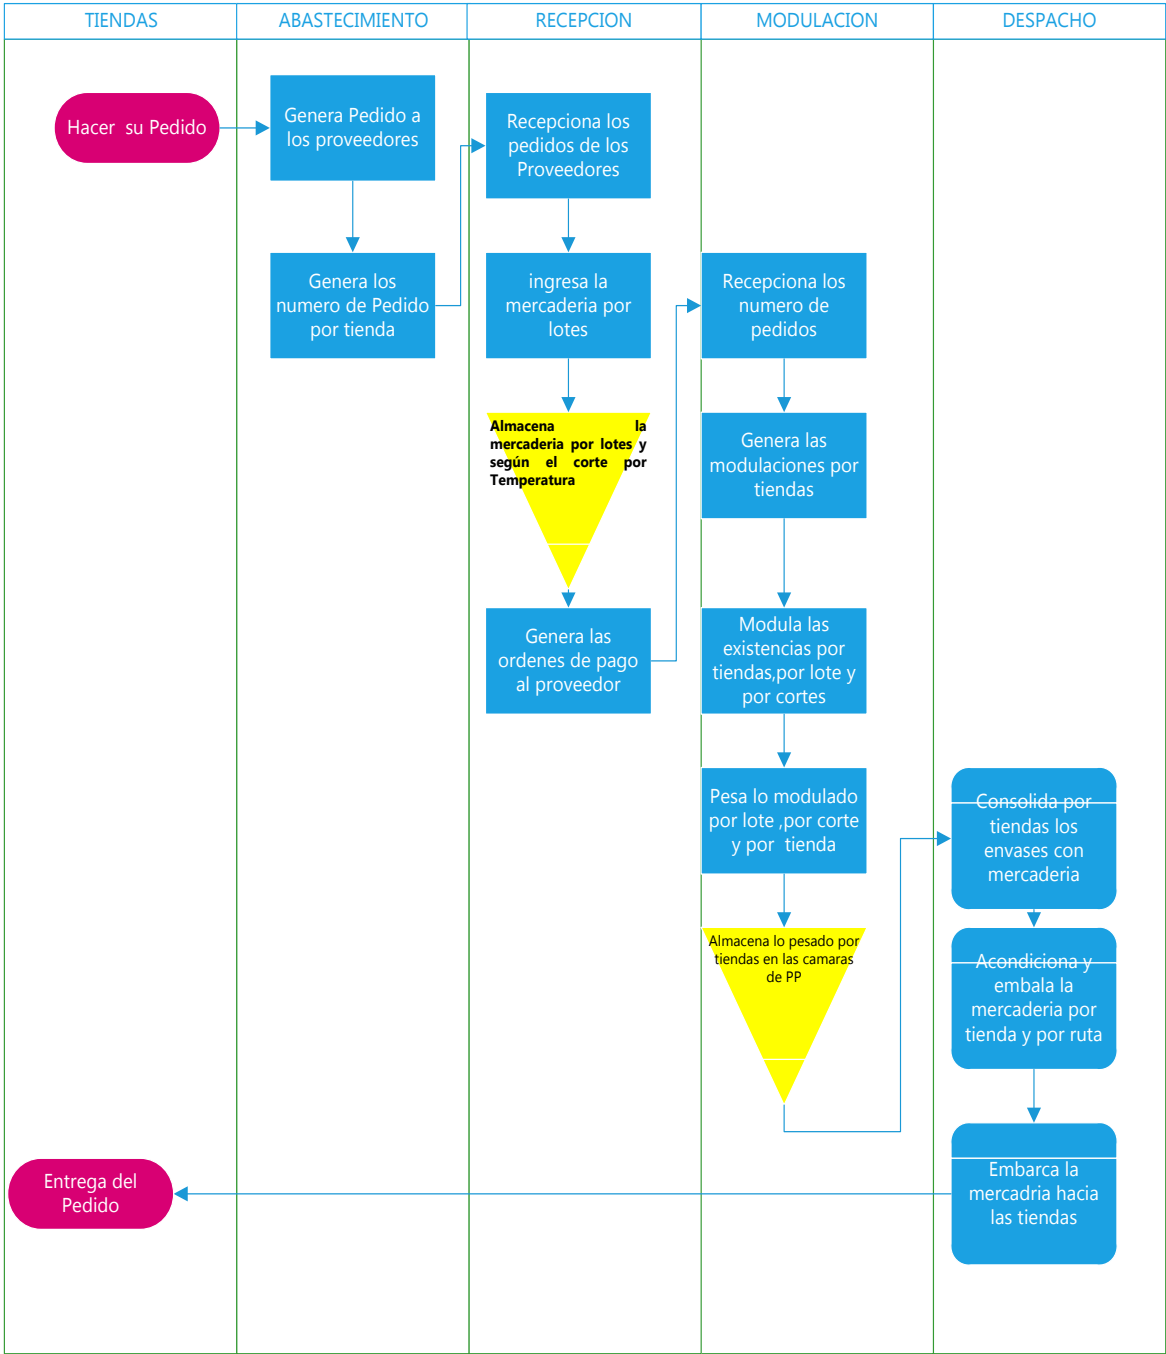 TIENDAS
ABASTECIMIENTO
RECEPCION
MODULACION
DESPACHO
Hacer su Pedido
Genera Pedido a
los proveedores
Genera los
numero de Pedido
por tienda
Recepciona los
pedidos de los
Proveedores
ingresa la
mercaderia por
lotes
Almacena la
mercaderia por lotes y
según el corte por
Temperatura
Genera las
ordenes de pago
al proveedor
Recepciona los
numero de
pedidos
Genera las
modulaciones por
tiendas
Modula las
existencias por
tiendas,por lote y
por cortes
Pesa lo modulado
por lote ,por corte
y por tienda
Almacena lo pesado por
tiendas en las camaras
de PP
Consolida por
tiendas los
envases con
mercaderia
Acondiciona y
embala la
mercaderia por
tienda y por ruta
Embarca la
mercadria hacia
las tiendas
Entrega del
Pedido